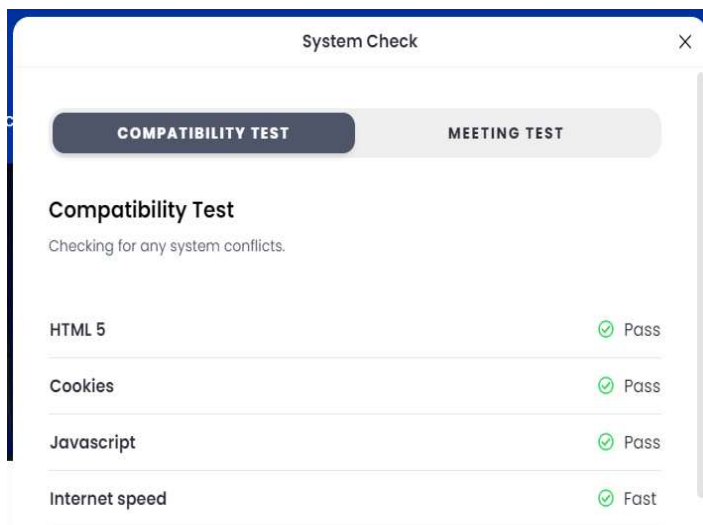 System Check
COMPATIBILITY TEST MEETING TEST
Compatibility Test
Checking for any system conflicts.
HTML 5 Pass
Cookies Pass
Javascript Pass
Internet speed Fast